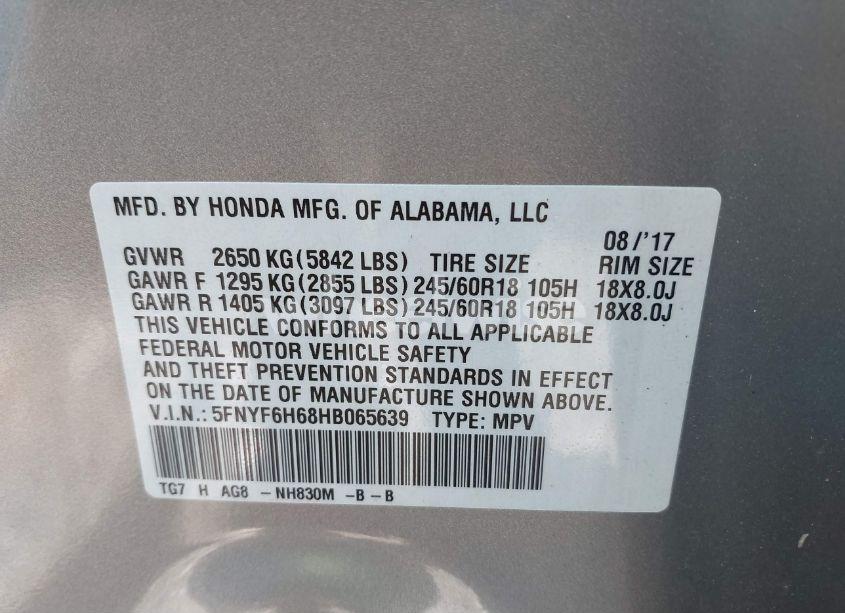 MFD. BY HONDA MFG. OF ALABAMA, LLC
08/'17
GVWR 2650 KG(5842 LBS) TIRE SIZE RIM SIZE
GAWR F 1295 KG(2855 LBS) 245/60R18 105H 18X8.0J
GAWR R 1405 KG(3097 LBS) 245/60R18 105H 18X8.0J
THIS VEHICLE CONFORMS TO ALL APPLICABLE
FEDERAL MOTOR VEHICLE SAFETY
AND THEFT PREVENTION STANDARDS IN EFFECT
ON THE DATE OF MANUFACTURE SHOWN ABOVE.
V.I.N.: 5FNYF6H68HB065639 TYPE: MPV
TG7 H AG8 - NH830M - B - B